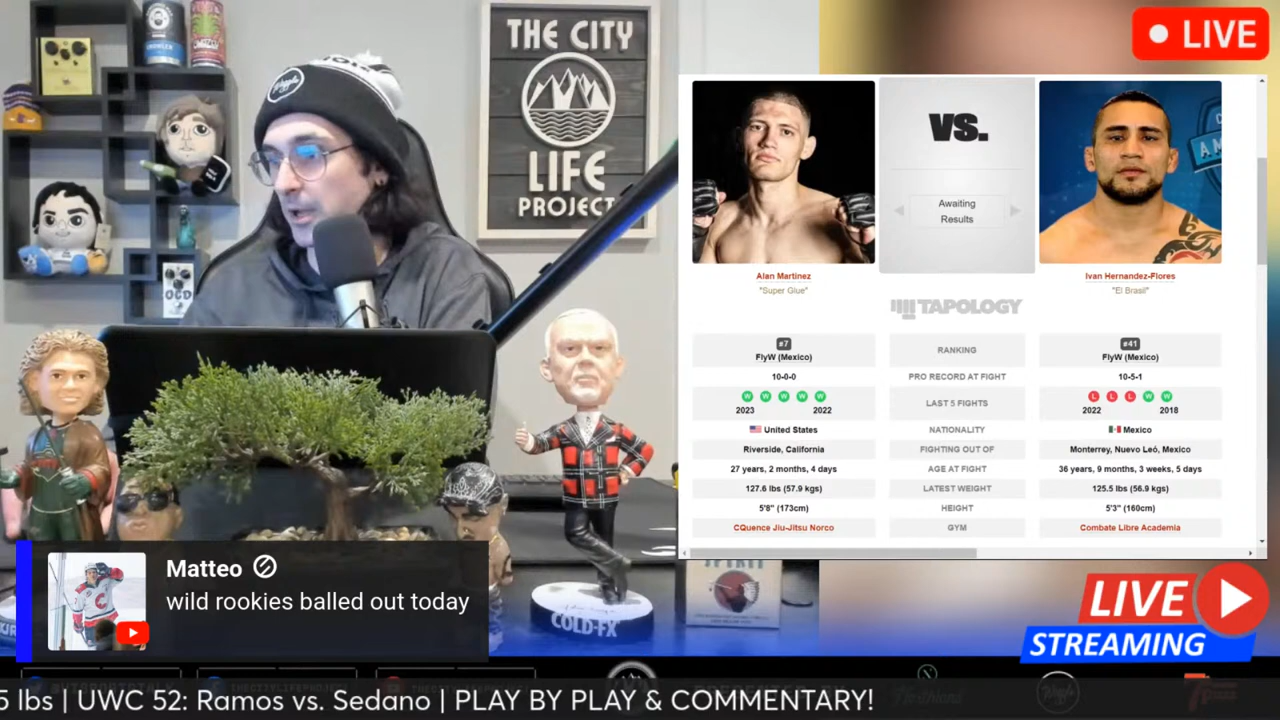 THE CITY
LIFE
PROJECT
LIVE
VS.
Awaiting
Results
Alan Martinez
"Super Glue"
Ivan Hernandez-Flores
"El Brasil"
TAPOLOGY
#7
FlyW (Mexico)
RANKING
#41
FlyW (Mexico)
10-0-0
PRO RECORD AT FIGHT
10-5-1
W W W W W
2023 2022
LAST 5 FIGHTS
L L L W W
2022 2018
United States
NATIONALITY
Mexico
Riverside, California
FIGHTING OUT OF
Monterrey, Nuevo Leó, Mexico
27 years, 2 months, 4 days
AGE AT FIGHT
36 years, 9 months, 3 weeks, 5 days
127.6 lbs (57.9 kgs)
LATEST WEIGHT
125.5 lbs (56.9 kgs)
5'8" (173cm)
HEIGHT
5'3" (160cm)
CQuence Jiu-Jitsu Norco
GYM
Combate Libre Academia
OCD
COLD-FX
SPIRIT
Matteo
wild rookies balled out today
LIVE
STREAMING
5 lbs | UWC 52: Ramos vs. Sedano | PLAY BY PLAY & COMMENTARY!